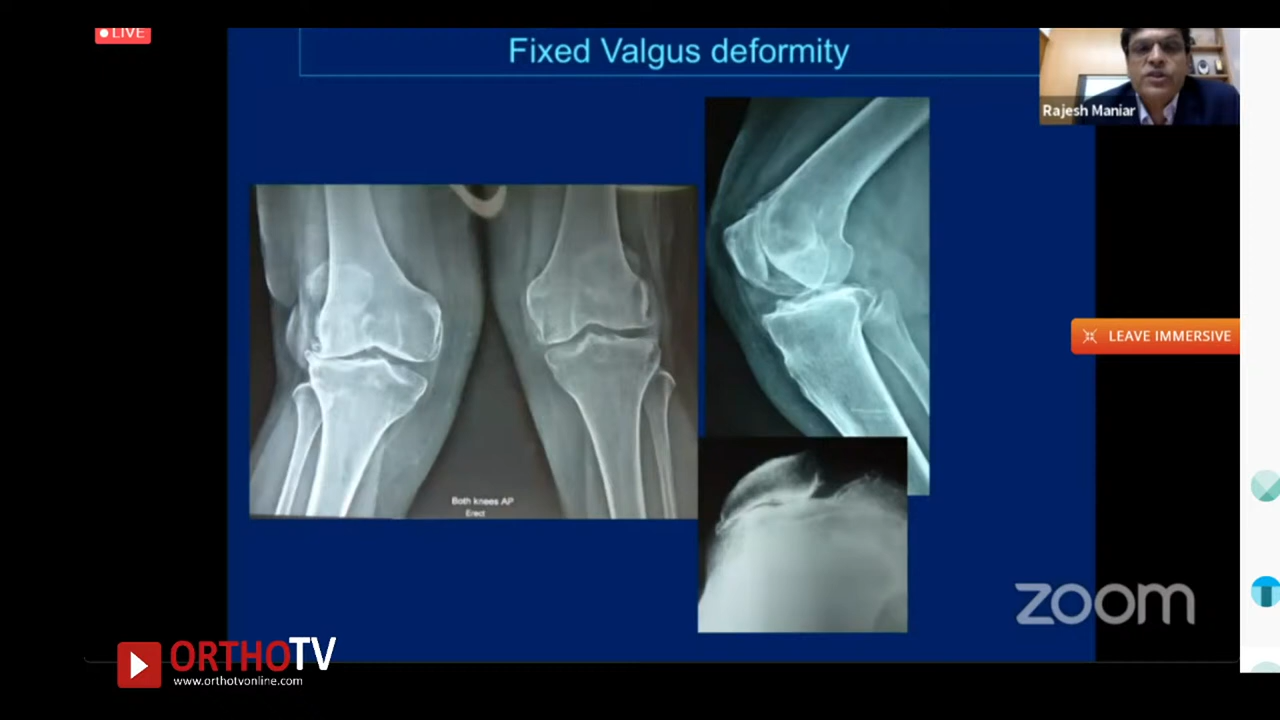 LIVE
Fixed Valgus deformity
Rajesh Maniar
LEAVE IMMERSIVE
Both knees AP
Erect
zoom
ORTHOTV
www.orthotvonline.com